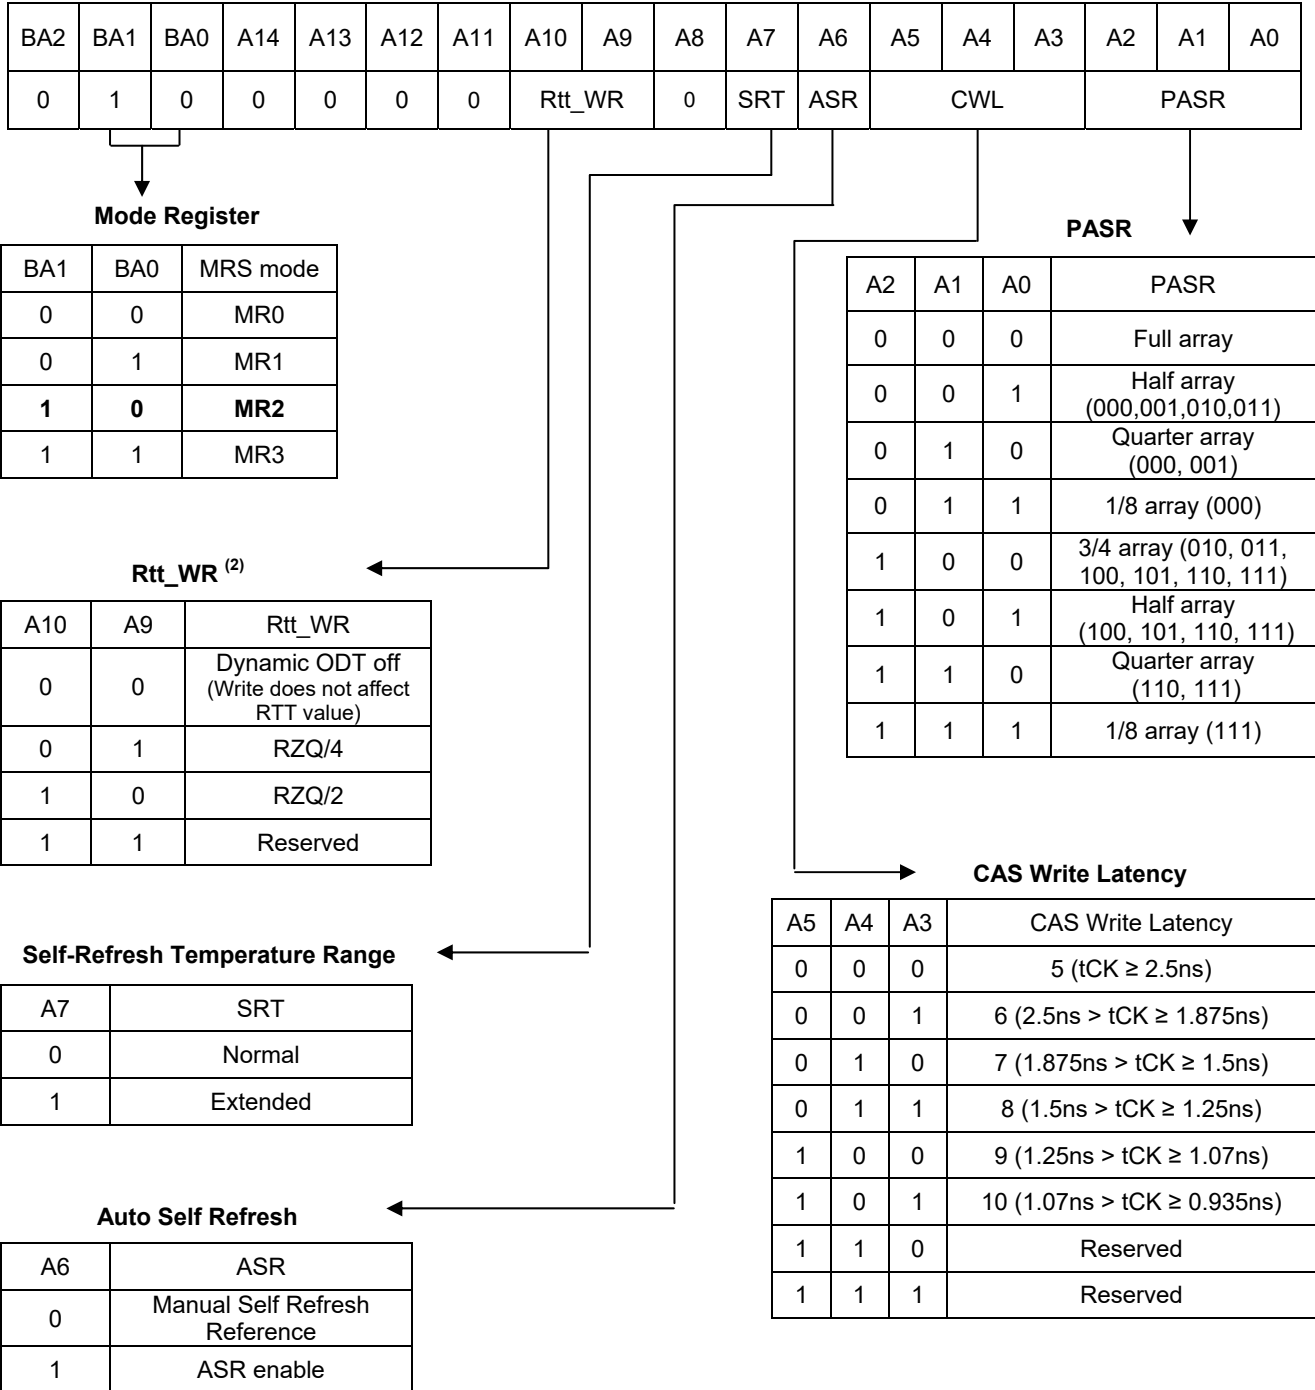 BA2 BA1 BA0 A14 A13 A12 A11 A10 A9 A8 A7 A6 A5 A4 A3 A2 A1 A0
0 1 0 0 0 0 0 Rtt_WR 0 SRT ASR CWL PASR
Mode Register
BA1 BA0 MRS mode
0 0 MR0
0 1 MR1
1 0 MR2
1 1 MR3
Rtt_WR (2)
A10 A9 Rtt_WR
0 0 Dynamic ODT off
(Write does not affect
RTT value)
0 1 RZQ/4
1 0 RZQ/2
1 1 Reserved
Self-Refresh Temperature Range
A7 SRT
0 Normal
1 Extended
Auto Self Refresh
A6 ASR
0 Manual Self Refresh
Reference
1 ASR enable
PASR
A2 A1 A0 PASR
0 0 0 Full array
0 0 1 Half array
(000,001,010,011)
0 1 0 Quarter array
(000, 001)
0 1 1 1/8 array (000)
1 0 0 3/4 array (010, 011,
100, 101, 110, 111)
1 0 1 Half array
(100, 101, 110, 111)
1 1 0 Quarter array
(110, 111)
1 1 1 1/8 array (111)
CAS Write Latency
A5 A4 A3 CAS Write Latency
0 0 0 5 (tCK ≥ 2.5ns)
0 0 1 6 (2.5ns > tCK ≥ 1.875ns)
0 1 0 7 (1.875ns > tCK ≥ 1.5ns)
0 1 1 8 (1.5ns > tCK ≥ 1.25ns)
1 0 0 9 (1.25ns > tCK ≥ 1.07ns)
1 0 1 10 (1.07ns > tCK ≥ 0.935ns)
1 1 0 Reserved
1 1 1 Reserved